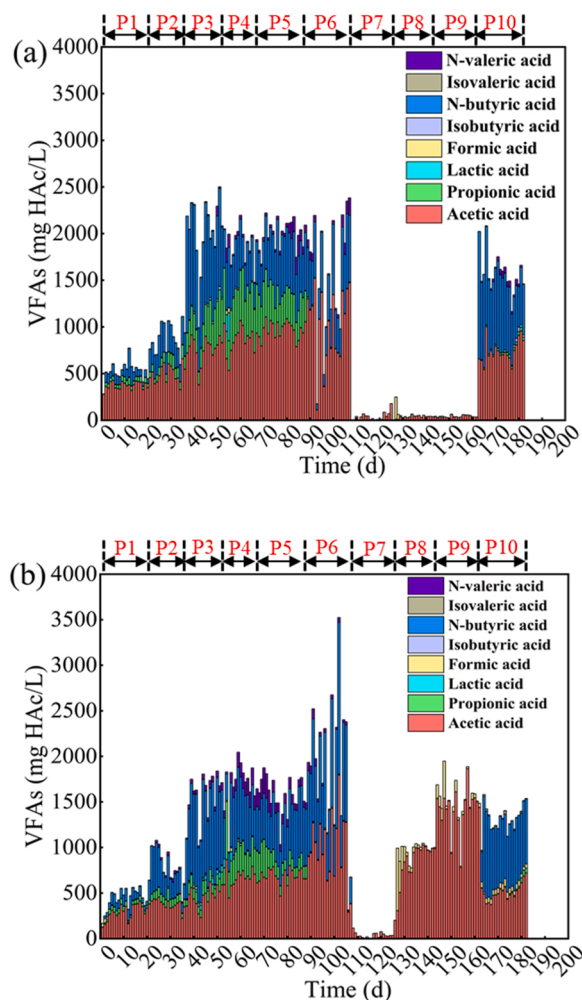 P1 P2 P3 P4 P5 P6 P7 P8 P9 P10
(a)
4000
3500
3000
2500
2000
1500
1000
500
0
VFAs (mg HAc/L)
N-valeric acid
Isovaleric acid
N-butyric acid
Isobutyric acid
Formic acid
Lactic acid
Propionic acid
Acetic acid
0 10 20 30 40 50 60 70 80 90 100 110 120 130 140 150 160 170 180 190 200
Time (d)
P1 P2 P3 P4 P5 P6 P7 P8 P9 P10
(b)
4000
3500
3000
2500
2000
1500
1000
500
0
VFAs (mg HAc/L)
N-valeric acid
Isovaleric acid
N-butyric acid
Isobutyric acid
Formic acid
Lactic acid
Propionic acid
Acetic acid
0 10 20 30 40 50 60 70 80 90 100 110 120 130 140 150 160 170 180 190 200
Time (d)